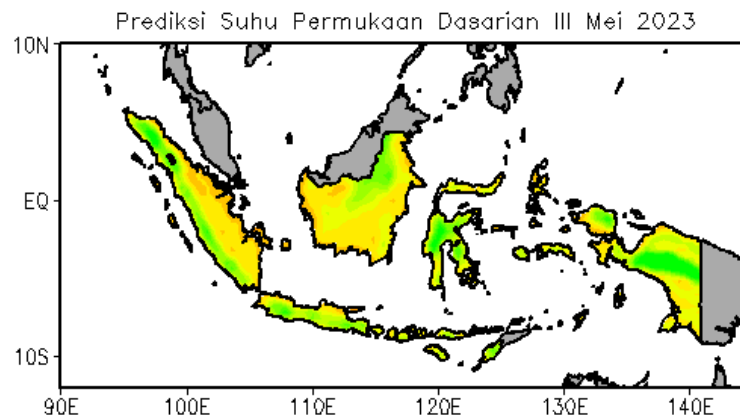 Prediksi Suhu Permukaan Dasarian III Mei 2023
10N
EQ
10S
90E 100E 110E 120E 130E 140E